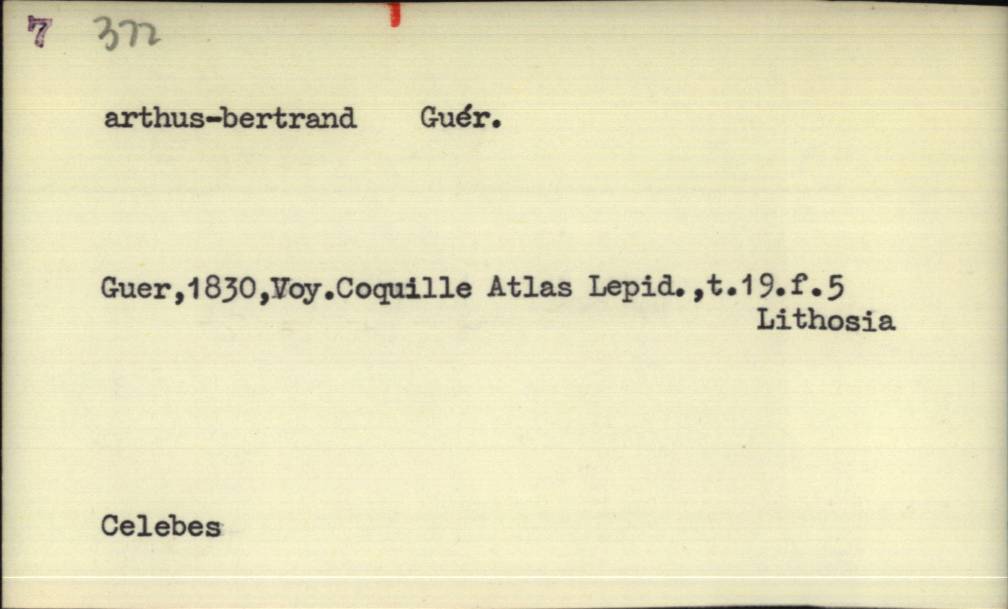 7 372
arthus-bertrand Guér.
Guer,1830,Voy.Coquille Atlas Lepid.,t.19.f.5
Lithosia
Celebes